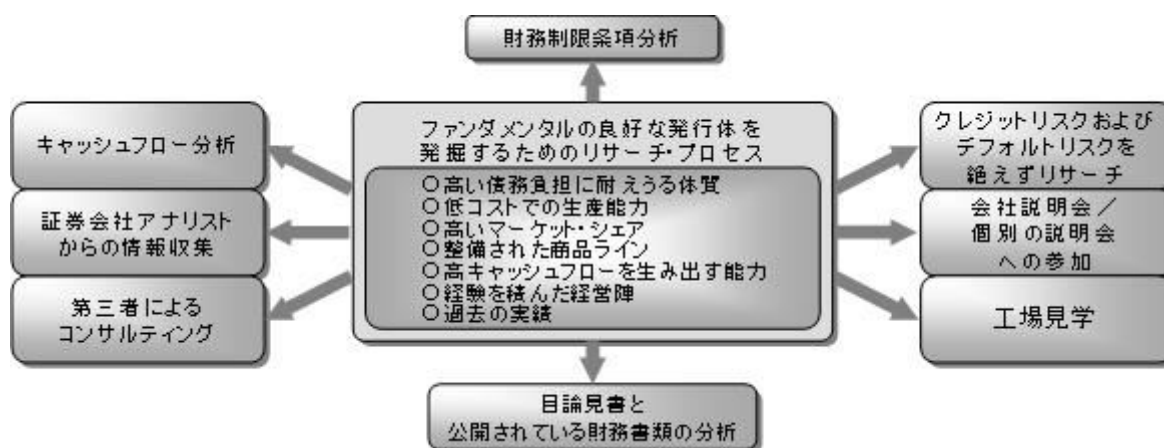 財務制限条項分析
キャッシュフロー分析
証券会社アナリスト
からの情報収集
第三者による
コンサルティング
ファンダメンタルの良好な発行体を
発掘するためのリサーチ・プロセス
○高い債務負担に耐えうる体質
○低コストでの生産能力
○高いマーケット・シェア
○整備された商品ライン
○高キャッシュフローを生み出す能力
○経験を積んだ経営陣
○過去の実績
クレジットリスクおよび
デフォルトリスクを
絶えずリサーチ
会社説明会／
個別の説明会
への参加
工場見学
目論見書と
公開されている財務書類の分析